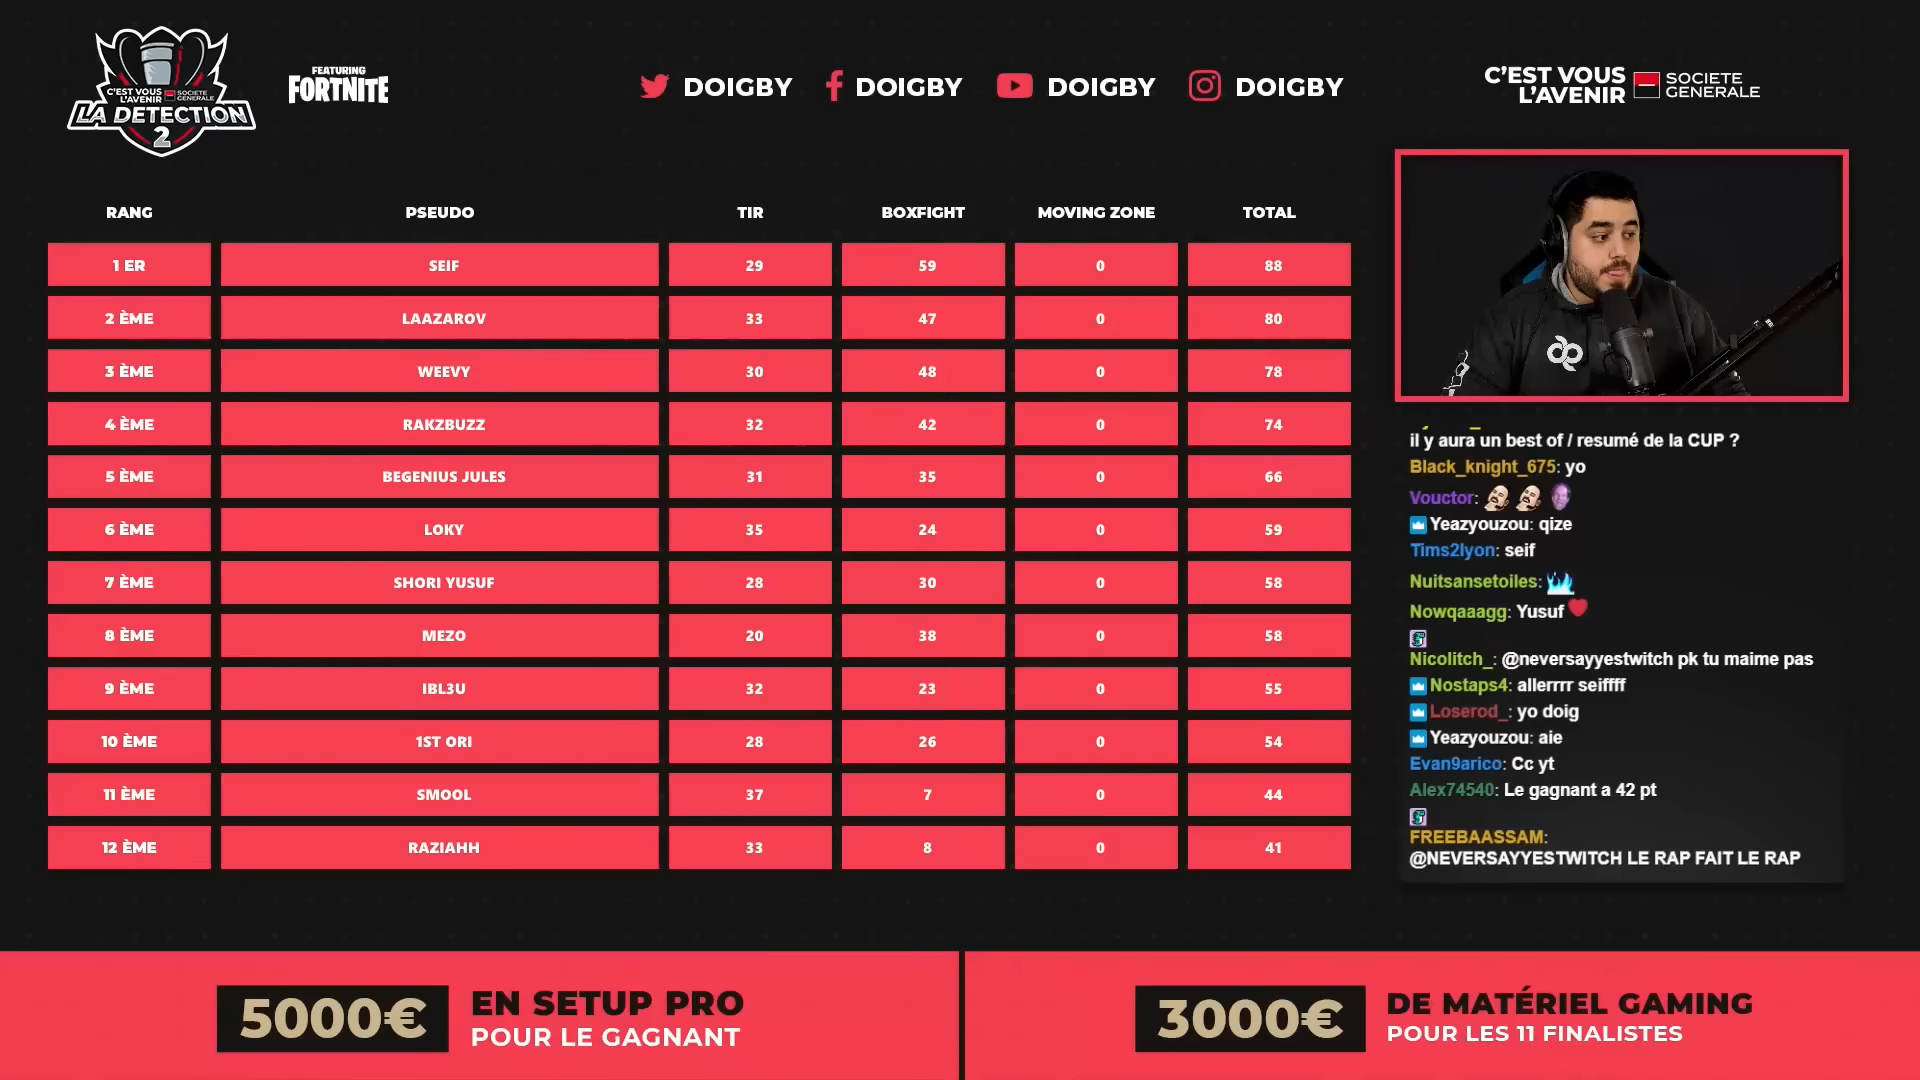 C'EST VOUS
L'AVENIR SOCIETE GENERALE
LA DETECTION
2
FEATURING
FORTNITE
DOIGBY DOIGBY DOIGBY DOIGBY
C'EST VOUS
L'AVENIR
SOCIETE
GENERALE
RANG PSEUDO TIR BOXFIGHT MOVING ZONE TOTAL
1 ER SEIF 29 59 0 88
2 ÈME LAAZAROV 33 47 0 80
3 ÈME WEEVY 30 48 0 78
4 ÈME RAKZBUZZ 32 42 0 74
5 ÈME BEGENIUS JULES 31 35 0 66
6 ÈME LOKY 35 24 0 59
7 ÈME SHORI YUSUF 28 30 0 58
8 ÈME MEZO 20 38 0 58
9 ÈME IBL3U 32 23 0 55
10 ÈME 1ST ORI 28 26 0 54
11 ÈME SMOOL 37 7 0 44
12 ÈME RAZIAHH 33 8 0 41
il y aura un best of / resumé de la CUP ?
Black_knight_675: yo
Vouctor:
Yeazyouzou: qize
Tims2lyon: seif
Nuitsansetoiles:
Nowqaaagg: Yusuf
Nicolitch_: @neversayyestwitch pk tu maime pas
Nostaps4: allerrrr seiffff
Loserod_: yo doig
Yeazyouzou: aie
Evan9arico: Cc yt
Alex74540: Le gagnant a 42 pt
FREEBAASSAM:
@NEVERSAYYESTWITCH LE RAP FAIT LE RAP
5000€ EN SETUP PRO
POUR LE GAGNANT
3000€ DE MATÉRIEL GAMING
POUR LES 11 FINALISTES